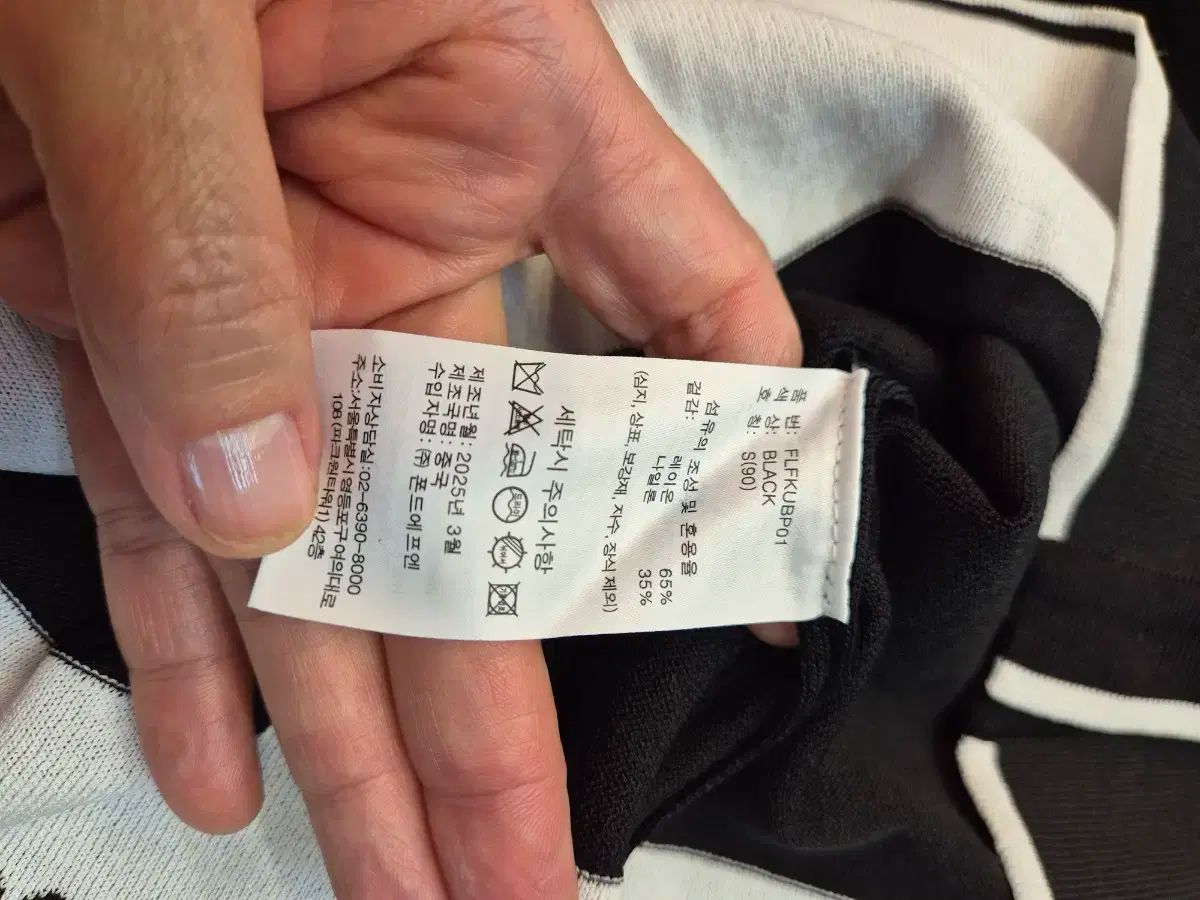 품 번: FLFKUBP01
색 상: BLACK
호 칭: S(90)
섬유의 조성 및 혼용율
겉감: 레이온 65%
나일론 35%
(심지, 상표, 보강재, 자수, 장식 제외)
세탁시 주의사항
제조년월: 2025년 3월
제조국명: 중국
수입자명: ㈜ 폰드에프엔
소비자상담실:02-6390-8000
주소:서울특별시 영등포구 여의대로
108 (파크원타워1) 42층